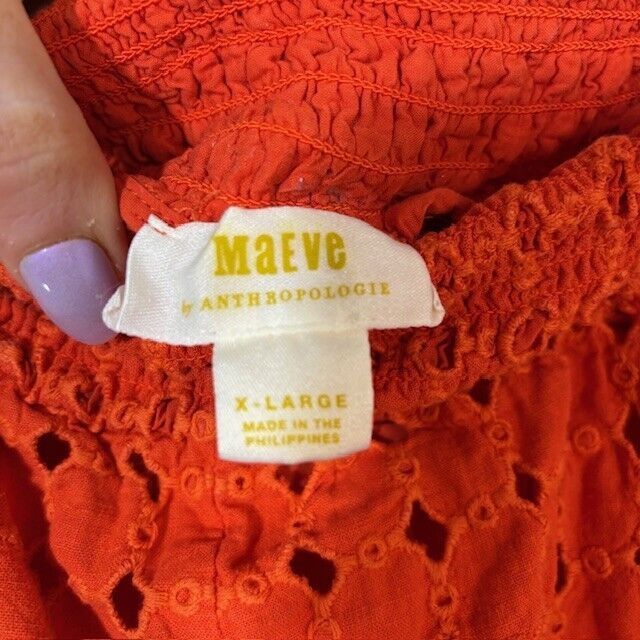 MaEVe
by ANTHROPOLOGIE
X-LARGE
MADE IN THE
PHILIPPINES